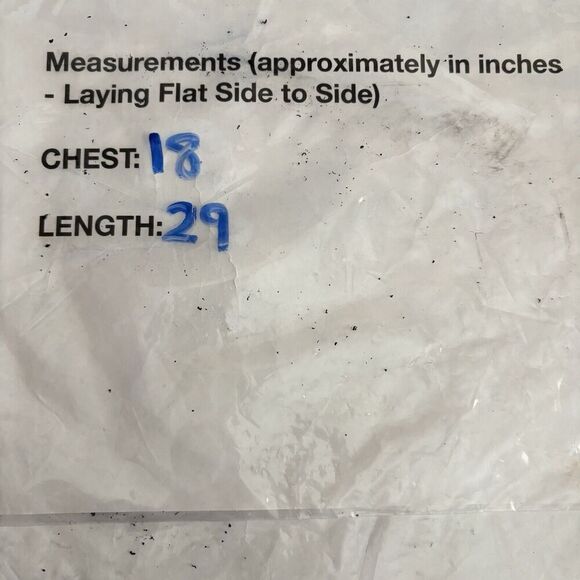 Measurements (approximately in inches
- Laying Flat Side to Side)
CHEST: 18
LENGTH: 29